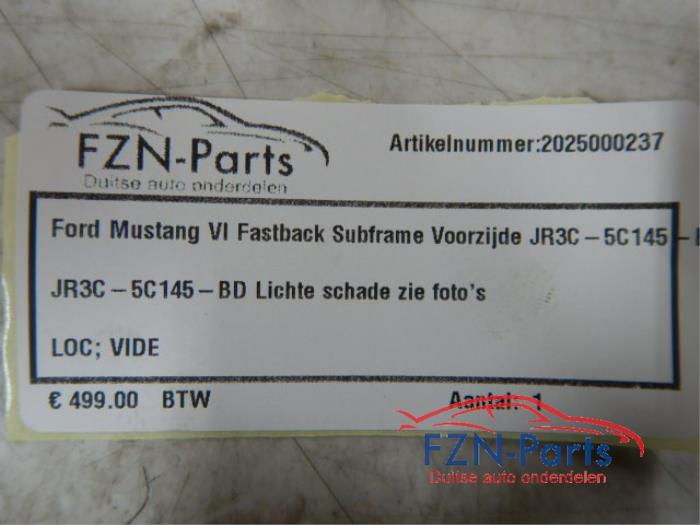 FZN-Parts
Duitse auto onderdelen
Artikelnummer:2025000237
Ford Mustang VI Fastback Subframe Voorzijde JR3C-5C145-
JR3C-5C145-BD Lichte schade zie foto's
LOC; VIDE
€ 499.00 BTW
Aantal: 1
FZN-Parts
Duitse auto onderdelen